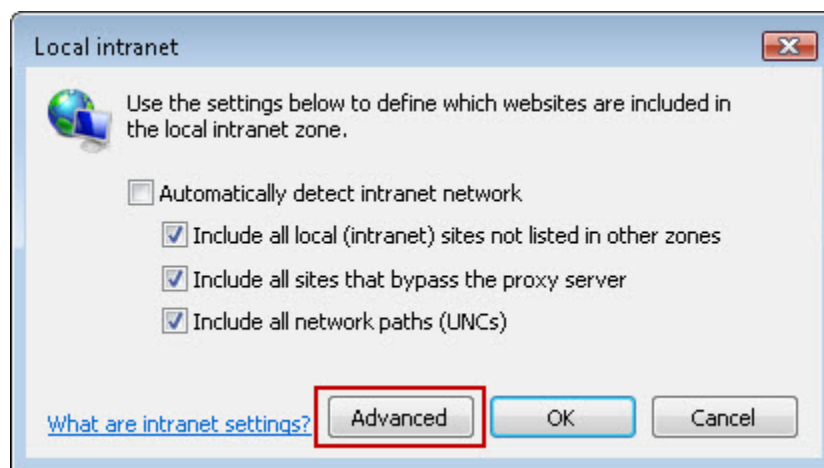 Local intranet
Use the settings below to define which websites are included in
the local intranet zone.
Automatically detect intranet network
Include all local (intranet) sites not listed in other zones
Include all sites that bypass the proxy server
Include all network paths (UNCs)
What are intranet settings? Advanced OK Cancel